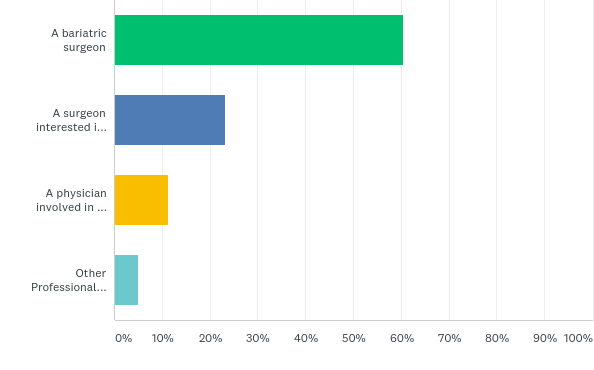 A bariatric
surgeon
A surgeon
interested i...
A physician
involved in ...
Other
Professional...
0% 10% 20% 30% 40% 50% 60% 70% 80% 90% 100%